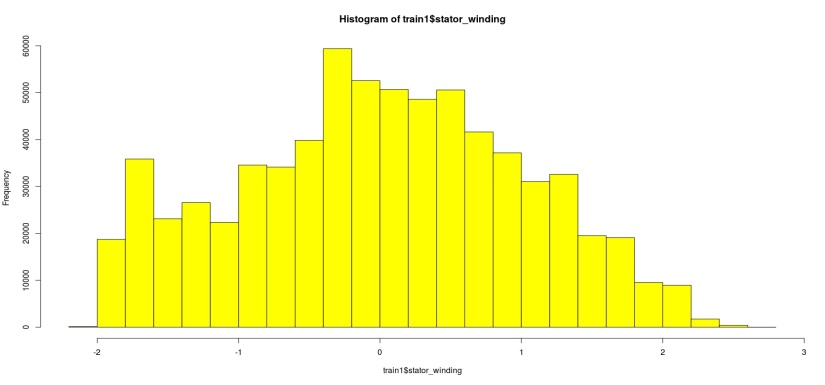 Histogram of train1$stator_winding
Frequency
60000
50000
40000
30000
20000
10000
0
-2 -1 0 1 2 3
train1$stator_winding